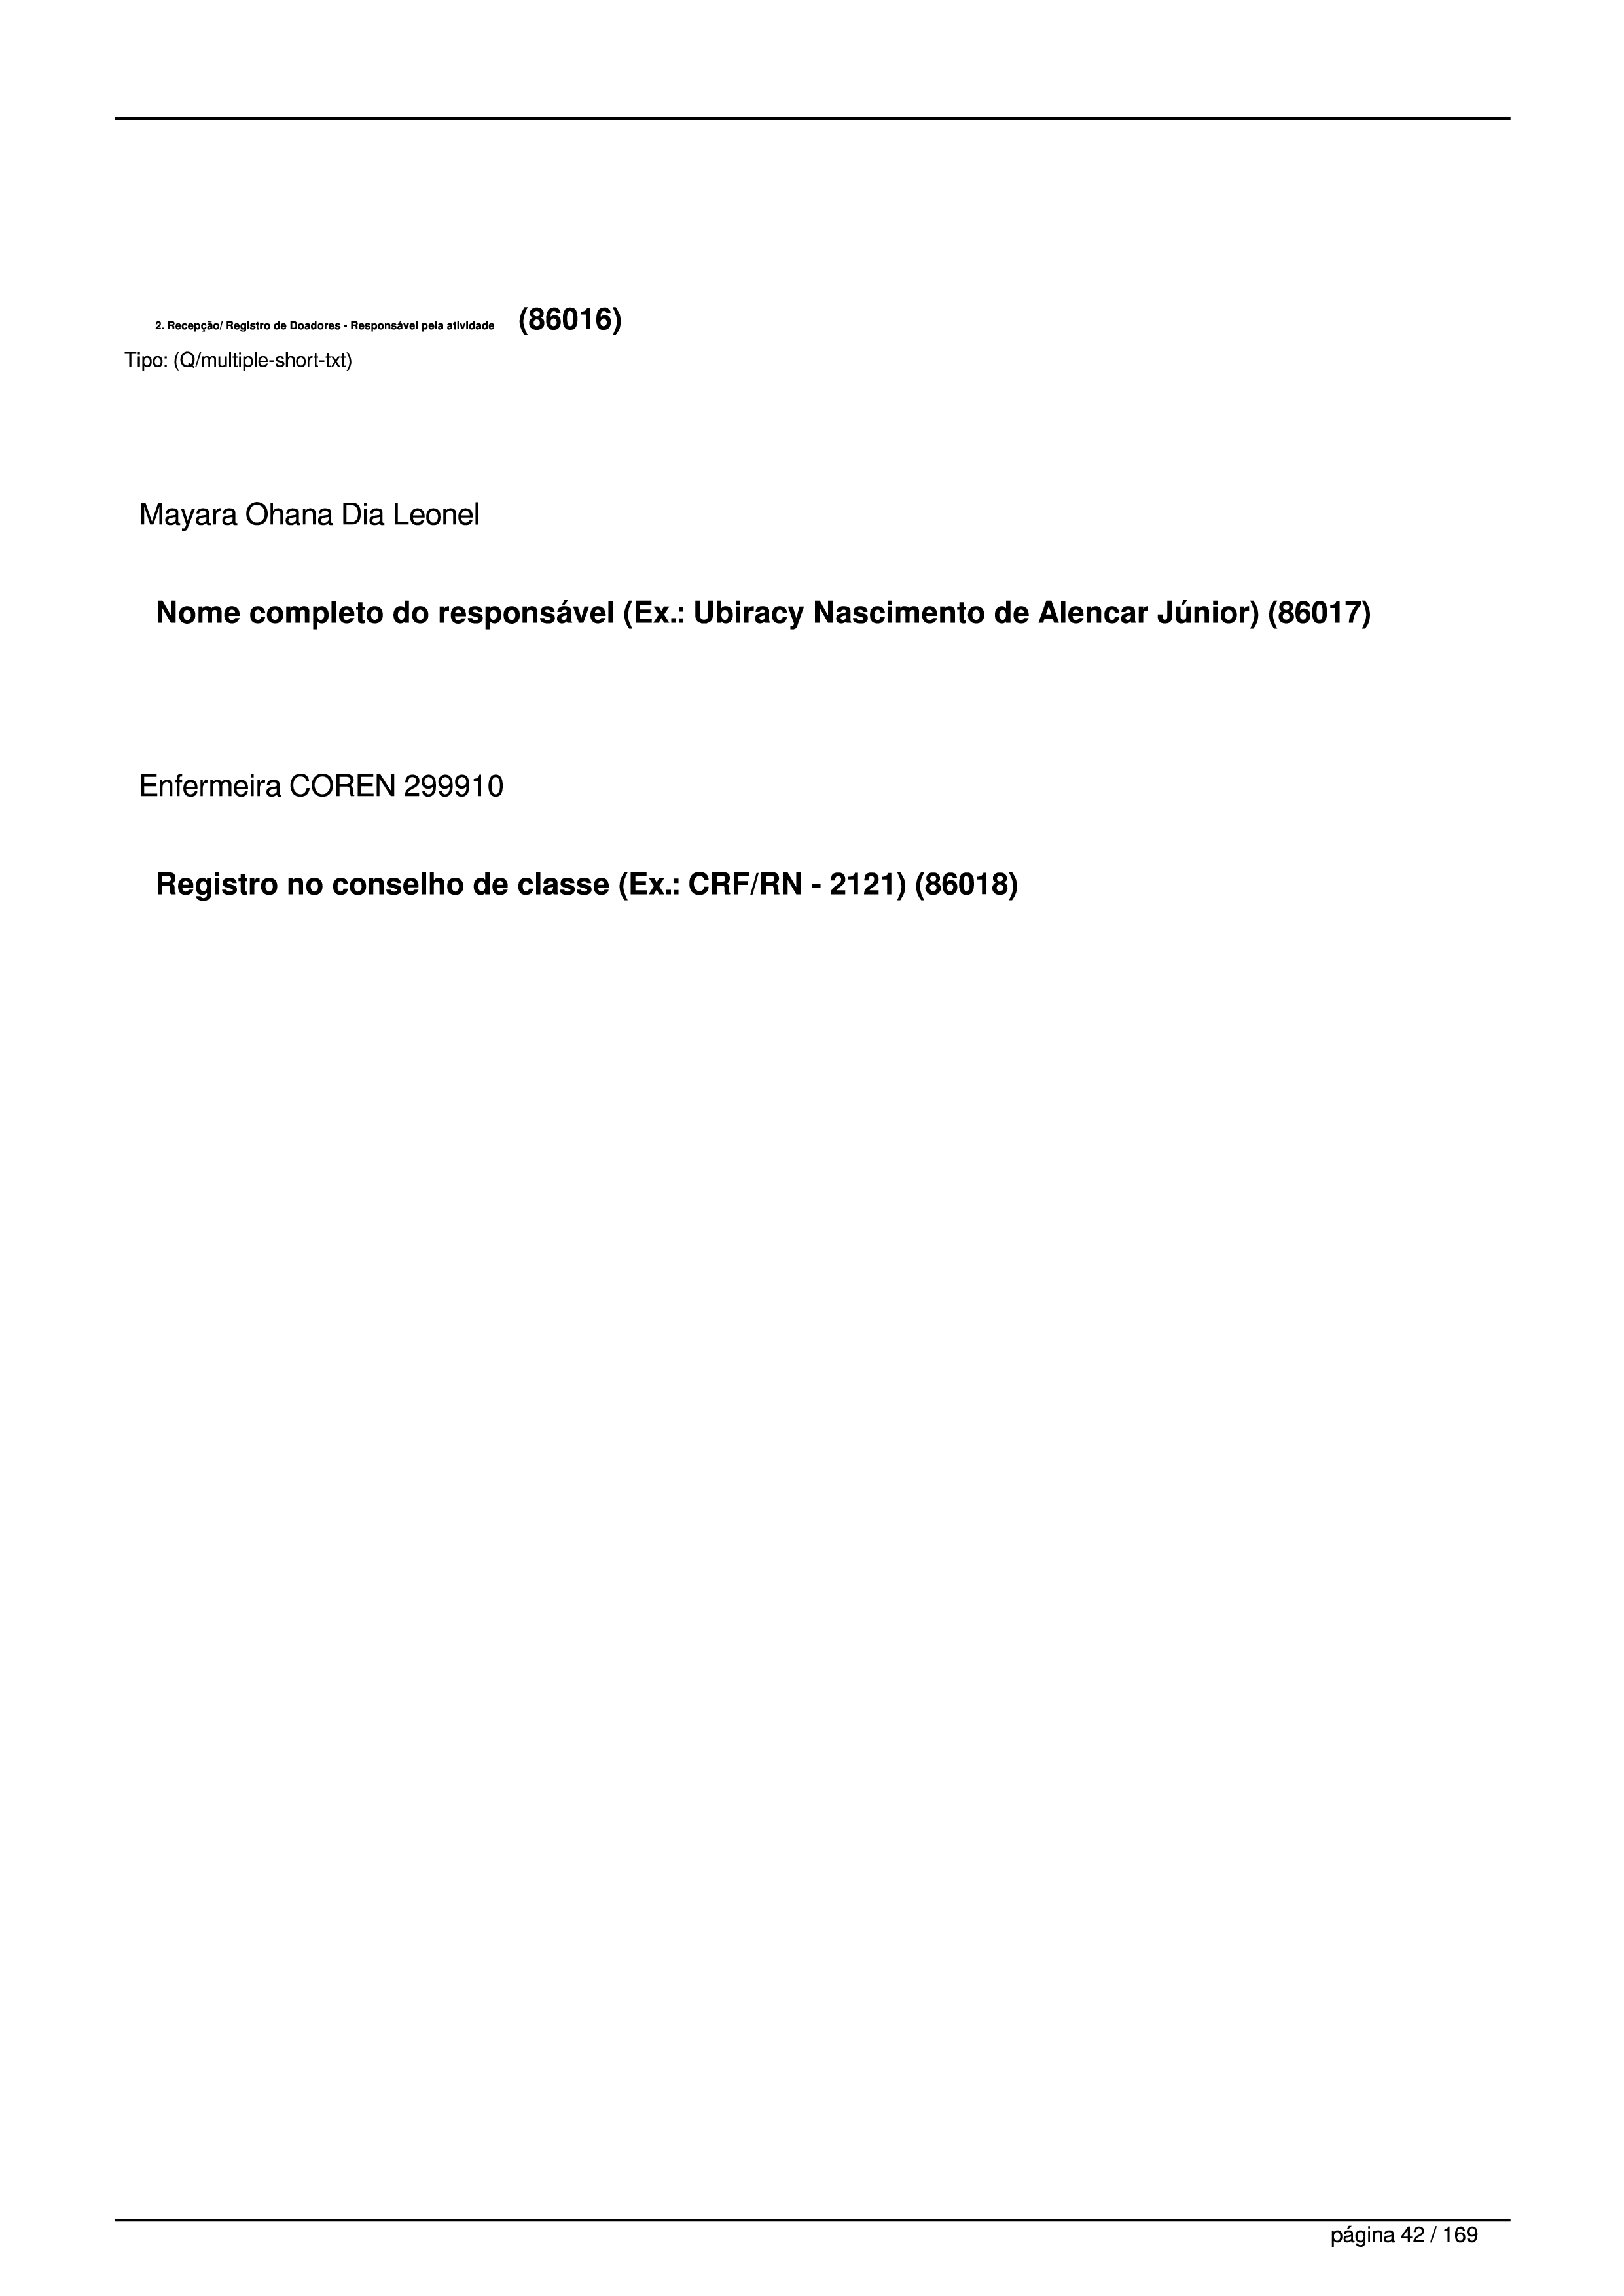 2. Recepção/ Registro de Doadores - Responsável pela atividade (86016)
Tipo: (Q/multiple-short-txt)
Mayara Ohana Dia Leonel
Nome completo do responsável (Ex.: Ubiracy Nascimento de Alencar Júnior) (86017)
Enfermeira COREN 299910
Registro no conselho de classe (Ex.: CRF/RN - 2121) (86018)
página 42 / 169